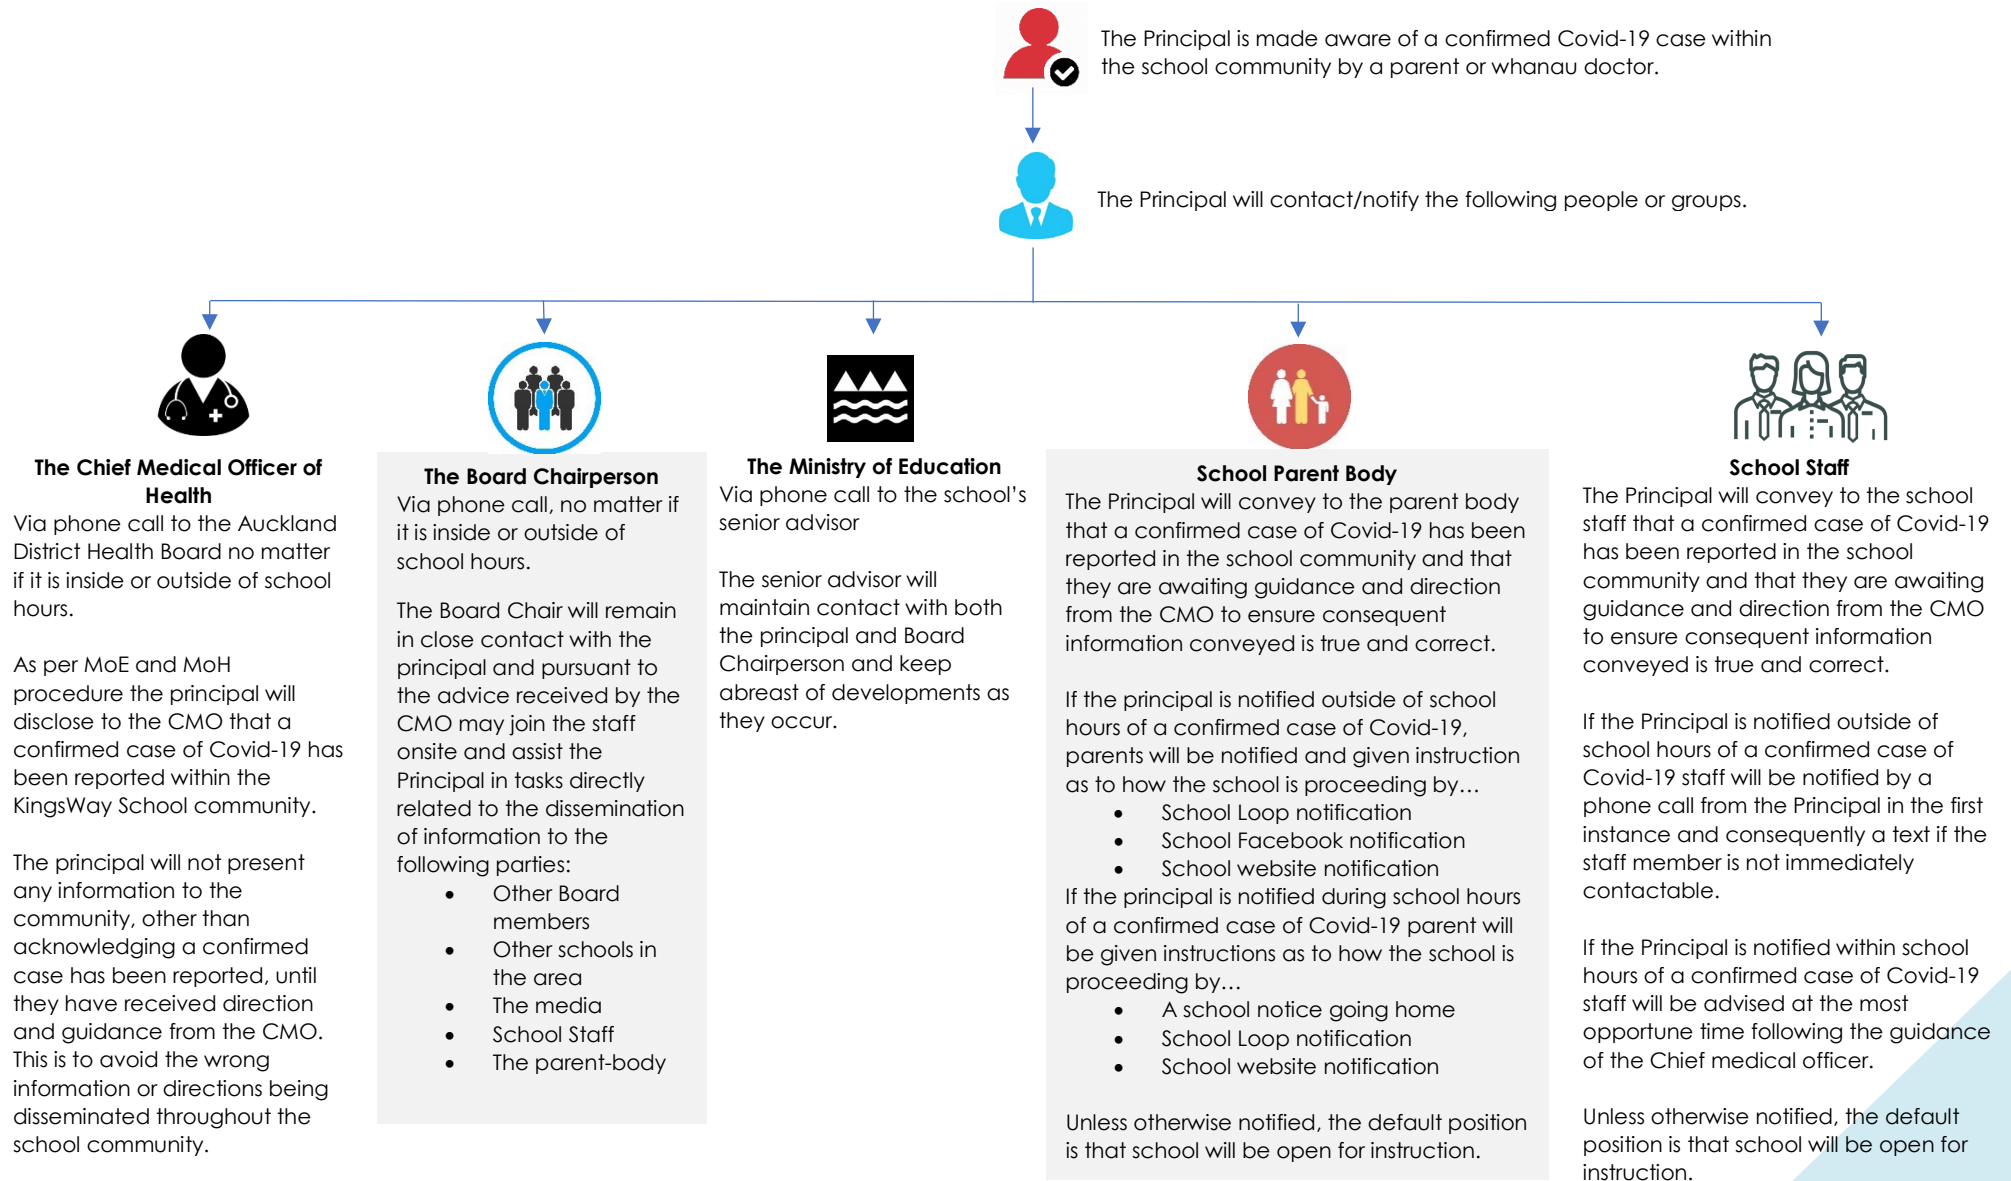 The Principal is made aware of a confirmed Covid-19 case within
the school community by a parent or whanau doctor.
The Principal will contact/notify the following people or groups.
The Chief Medical Officer of
Health
Via phone call to the Auckland
District Health Board no matter
if it is inside or outside of school
hours.
As per MoE and MoH
procedure the principal will
disclose to the CMO that a
confirmed case of Covid-19 has
been reported within the
KingsWay School community.
The principal will not present
any information to the
community, other than
acknowledging a confirmed
case has been reported, until
they have received direction
and guidance from the CMO.
This is to avoid the wrong
information or directions being
disseminated throughout the
school community.
The Board Chairperson
Via phone call, no matter if
it is inside or outside of
school hours.
The Board Chair will remain
in close contact with the
principal and pursuant to
the advice received by the
CMO may join the staff
onsite and assist the
Principal in tasks directly
related to the dissemination
of information to the
following parties:
• Other Board
members
• Other schools in
the area
• The media
• School Staff
• The parent-body
The Ministry of Education
Via phone call to the school’s
senior advisor
The senior advisor will
maintain contact with both
the principal and Board
Chairperson and keep
abreast of developments as
they occur.
School Parent Body
The Principal will convey to the parent body
that a confirmed case of Covid-19 has been
reported in the school community and that
they are awaiting guidance and direction
from the CMO to ensure consequent
information conveyed is true and correct.
If the principal is notified outside of school
hours of a confirmed case of Covid-19,
parents will be notified and given instruction
as to how the school is proceeding by…
• School Loop notification
• School Facebook notification
• School website notification
If the principal is notified during school hours
of a confirmed case of Covid-19 parent will
be given instructions as to how the school is
proceeding by…
• A school notice going home
• School Loop notification
• School website notification
Unless otherwise notified, the default position
is that school will be open for instruction.
School Staff
The Principal will convey to the school
staff that a confirmed case of Covid-19
has been reported in the school
community and that they are awaiting
guidance and direction from the CMO
to ensure consequent information
conveyed is true and correct.
If the Principal is notified outside of
school hours of a confirmed case of
Covid-19 staff will be notified by a
phone call from the Principal in the first
instance and consequently a text if the
staff member is not immediately
contactable.
If the Principal is notified within school
hours of a confirmed case of Covid-19
staff will be advised at the most
opportune time following the guidance
of the Chief medical officer.
Unless otherwise notified, the default
position is that school will be open for
instruction.